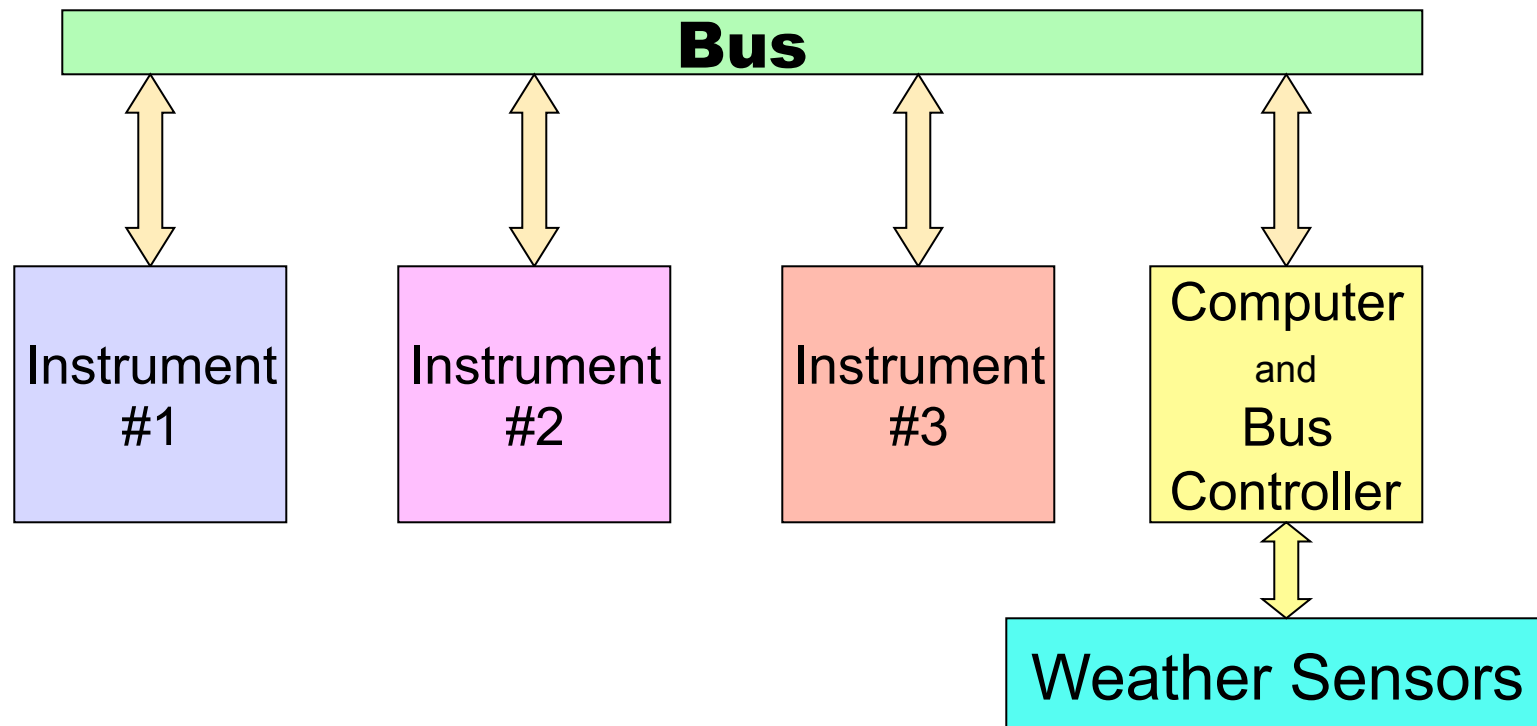 Bus
Instrument
#1
Instrument
#2
Instrument
#3
Computer
and
Bus
Controller
Weather Sensors